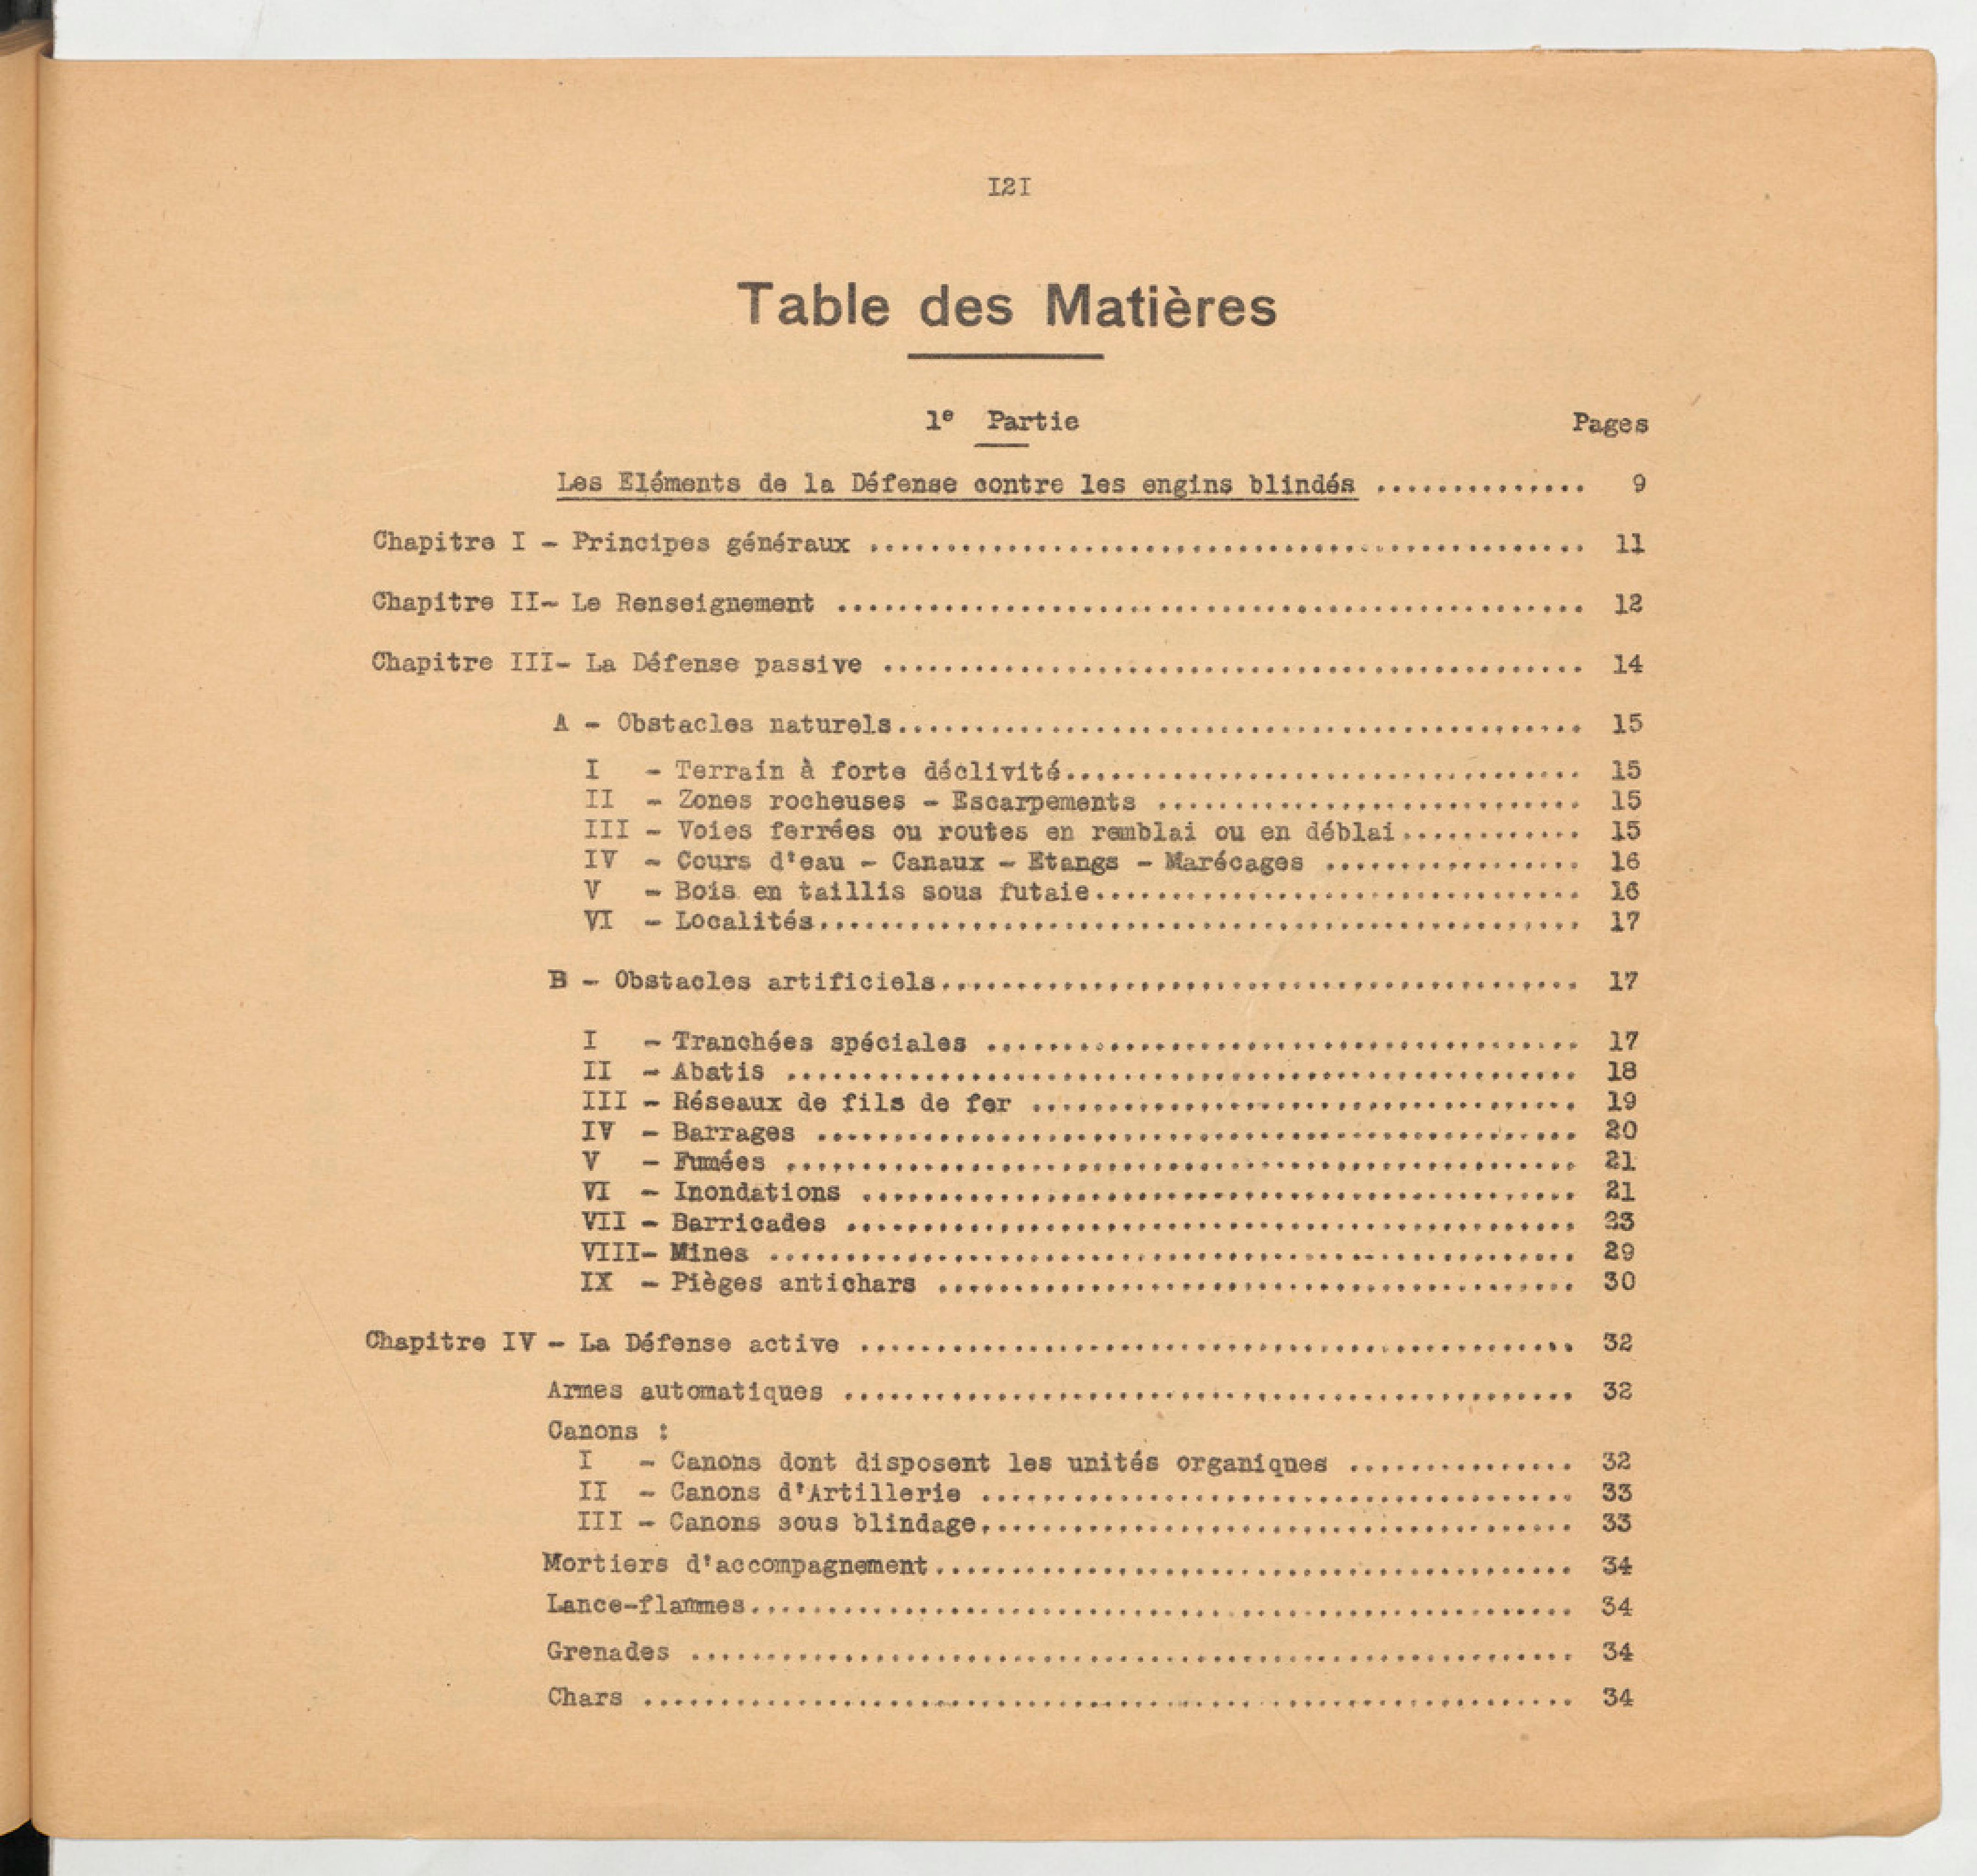 I2I
Table des Matières
1e Partie Pages
Les Eléments de la Défense contre les engins blindés .............. 9
Chapitre I - Principes généraux ............................................... 11
Chapitre II- Le Renseignement ................................................. 12
Chapitre III- La Défense passive .............................................. 14
A - Obstacles naturels............................................. 15
I - Terrain à forte déclivité.................................. 15
II - Zones rocheuses - Escarpements ............................ 15
III - Voies ferrées ou routes en remblai ou en déblai............ 15
IV - Cours d'eau - Canaux - Etangs - Marécages ................. 16
V - Bois en taillis sous futaie................................ 16
VI - Localités.................................................. 17
B - Obstacles artificiels.......................................... 17
I - Tranchées spéciales ....................................... 17
II - Abatis .................................................... 18
III - Réseaux de fils de fer .................................... 19
IV - Barrages .................................................. 20
V - Fumées .................................................... 21
VI - Inondations ............................................... 21
VII - Barricades ................................................ 23
VIII- Mines ..................................................... 29
IX - Pièges antichars .......................................... 30
Chapitre IV - La Défense active ............................................... 32
Armes automatiques ................................................ 32
Canons :
I - Canons dont disposent les unités organiques ............... 32
II - Canons d'Artillerie ....................................... 33
III - Canons sous blindage....................................... 33
Mortiers d'accompagnement.......................................... 34
Lance-flammes...................................................... 34
Grenades .......................................................... 34
Chars ............................................................. 34